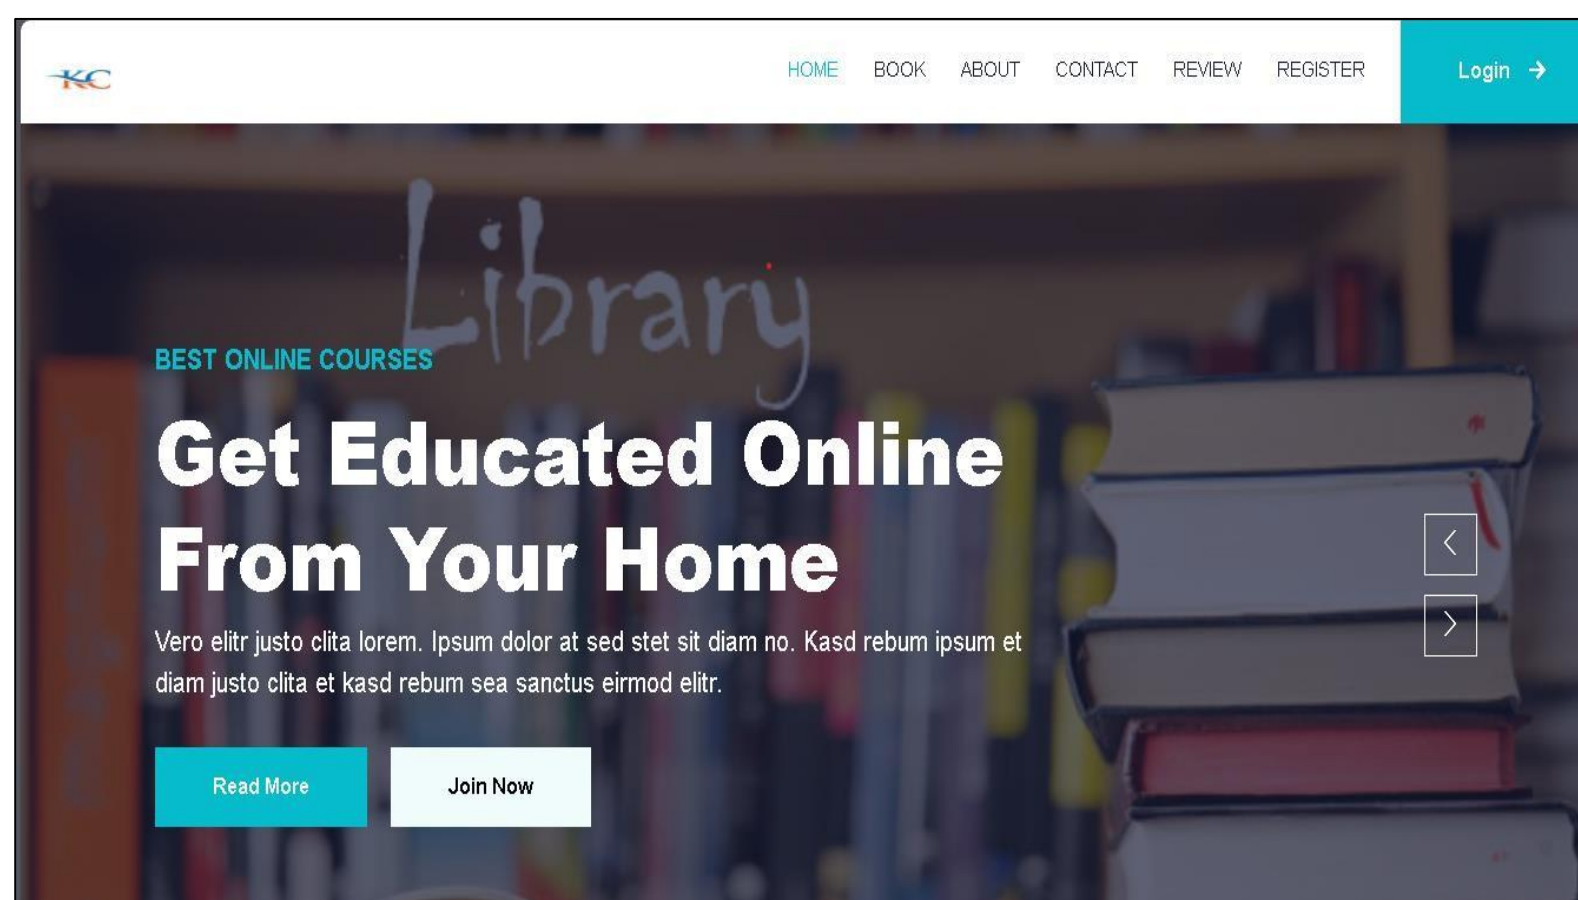 KC
HOME BOOK ABOUT CONTACT REVIEW REGISTER Login
Library
BEST ONLINE COURSES
Get Educated Online
From Your Home
Vero elitr justo clita lorem. Ipsum dolor at sed stet sit diam no. Kasd rebum ipsum et
diam justo clita et kasd rebum sea sanctus eirmod elitr.
Read More Join Now